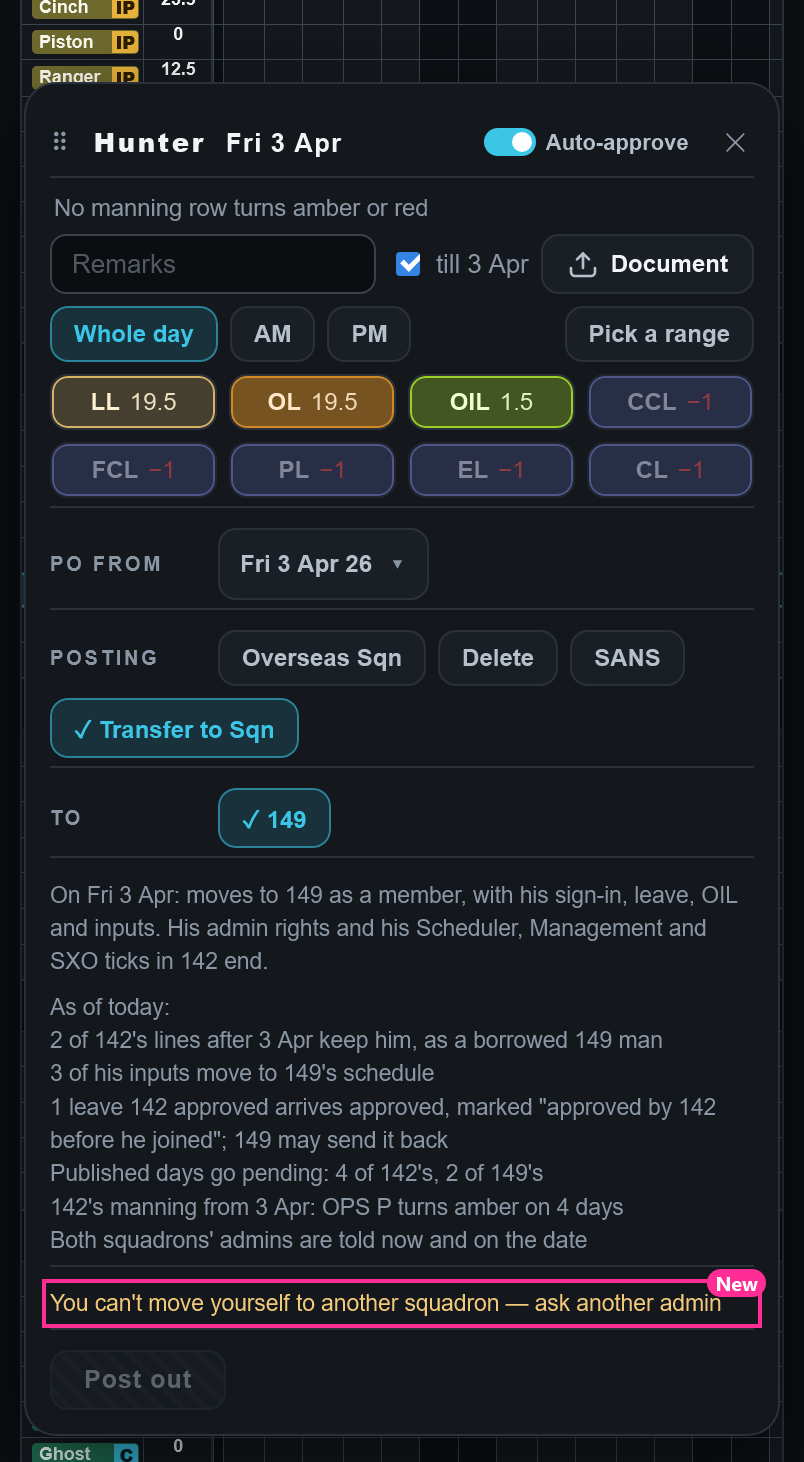 Cinch IP 23.5
Piston IP 0
Ranger IP 12.5
Hunter Fri 3 Apr Auto-approve
No manning row turns amber or red
Remarks till 3 Apr Document
Whole day AM PM Pick a range
LL 19.5 OL 19.5 OIL 1.5 CCL −1
FCL −1 PL −1 EL −1 CL −1
PO FROM Fri 3 Apr 26
POSTING Overseas Sqn Delete SANS
✓ Transfer to Sqn
TO ✓ 149
On Fri 3 Apr: moves to 149 as a member, with his sign-in, leave, OIL
and inputs. His admin rights and his Scheduler, Management and
SXO ticks in 142 end.
As of today:
2 of 142's lines after 3 Apr keep him, as a borrowed 149 man
3 of his inputs move to 149's schedule
1 leave 142 approved arrives approved, marked "approved by 142
before he joined"; 149 may send it back
Published days go pending: 4 of 142's, 2 of 149's
142's manning from 3 Apr: OPS P turns amber on 4 days
Both squadrons' admins are told now and on the date
New
You can't move yourself to another squadron — ask another admin
Post out
Ghost C 0